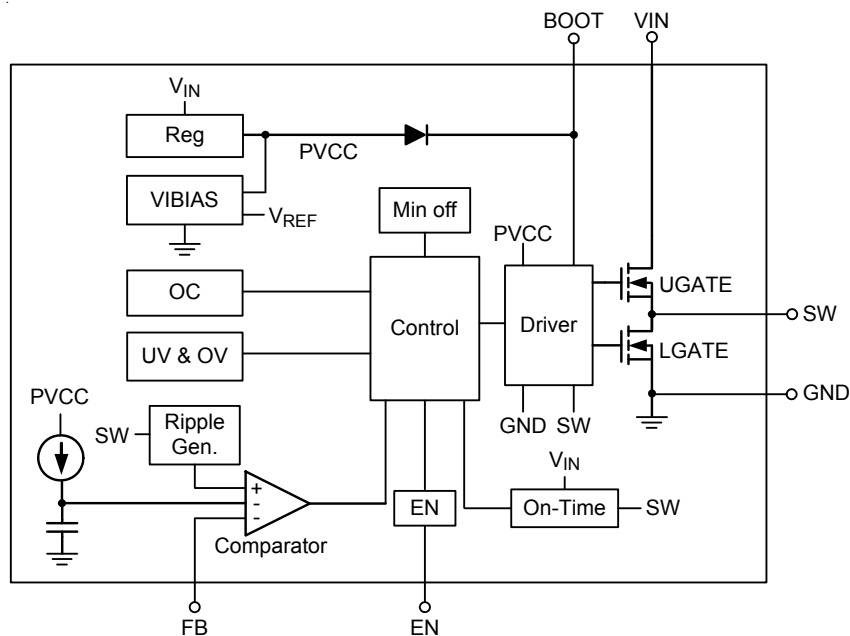 BOOT VIN
VIN
Reg
PVCC
VIBIAS
VREF
Min off
PVCC
OC
UGATE
Control
Driver
SW
UV & OV
LGATE
PVCC
GND
SW
Ripple
Gen.
GND SW
VIN
+
-
-
EN
On-Time
SW
Comparator
FB
EN